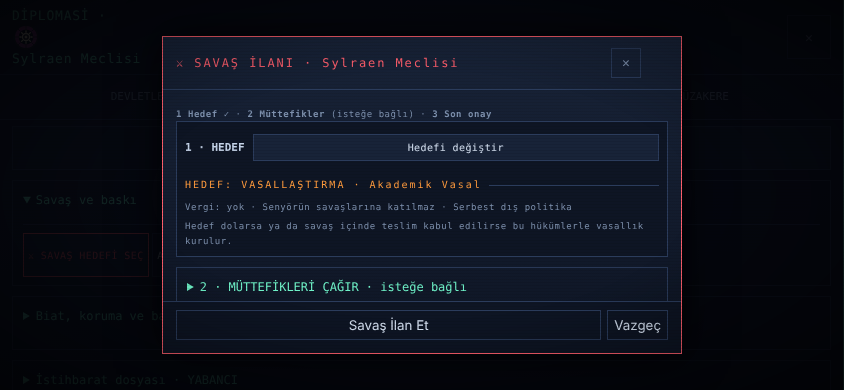 DİPLOMASİ ·
Sylraen Meclisi
⚔ SAVAŞ İLANI · Sylraen Meclisi
×
1 Hedef ✓ · 2 Müttefikler (isteğe bağlı) · 3 Son onay
1 · HEDEF Hedefi değiştir
HEDEF: VASALLAŞTIRMA · Akademik Vasal
Vergi: yok · Senyörün savaşlarına katılmaz · Serbest dış politika
Hedef dolarsa ya da savaş içinde teslim kabul edilirse bu hükümlerle vasallık
kurulur.
▶ 2 · MÜTTEFİKLERİ ÇAĞIR · isteğe bağlı
Savaş İlan Et Vazgeç
▼ Savaş ve baskı
SAVAŞ HEDEFİ SEÇ
▶ Biat, koruma ve
▶ İstihbarat dosyası · YABANCI